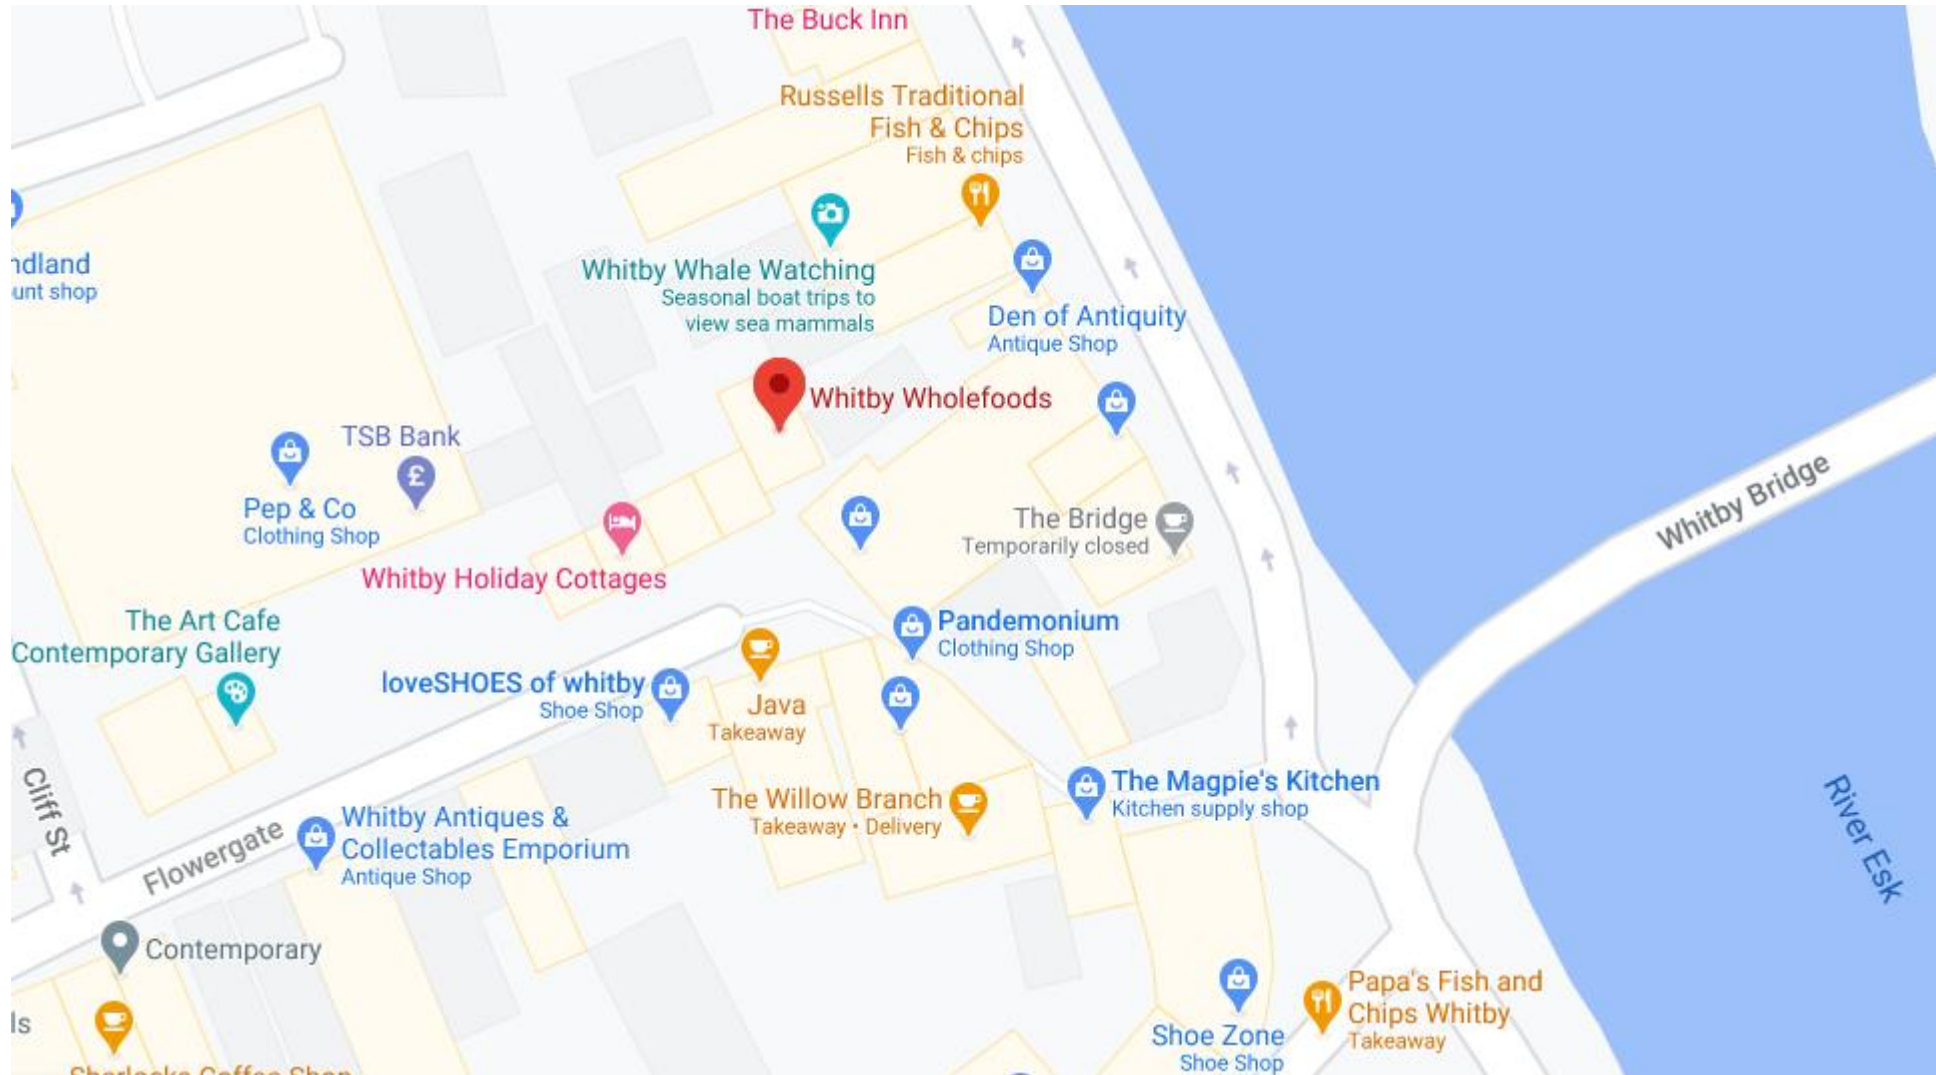 The Buck Inn
Russells Traditional
Fish & Chips
Fish & chips
ndland
unt shop
Whitby Whale Watching
Seasonal boat trips to
view sea mammals
Den of Antiquity
Antique Shop
Whitby Wholefoods
TSB Bank
£
Pep & Co
Clothing Shop
The Bridge
Temporarily closed
Whitby Bridge
Whitby Holiday Cottages
The Art Cafe
Contemporary Gallery
Pandemonium
Clothing Shop
loveSHOES of whitby
Shoe Shop
Java
Takeaway
The Willow Branch
Takeaway • Delivery
The Magpie's Kitchen
Kitchen supply shop
Cliff St
Flowergate
Whitby Antiques &
Collectables Emporium
Antique Shop
River Esk
Contemporary
ls
Shoe Zone
Shoe Shop
Papa's Fish and
Chips Whitby
Takeaway
Sherlocks Coffee Shop